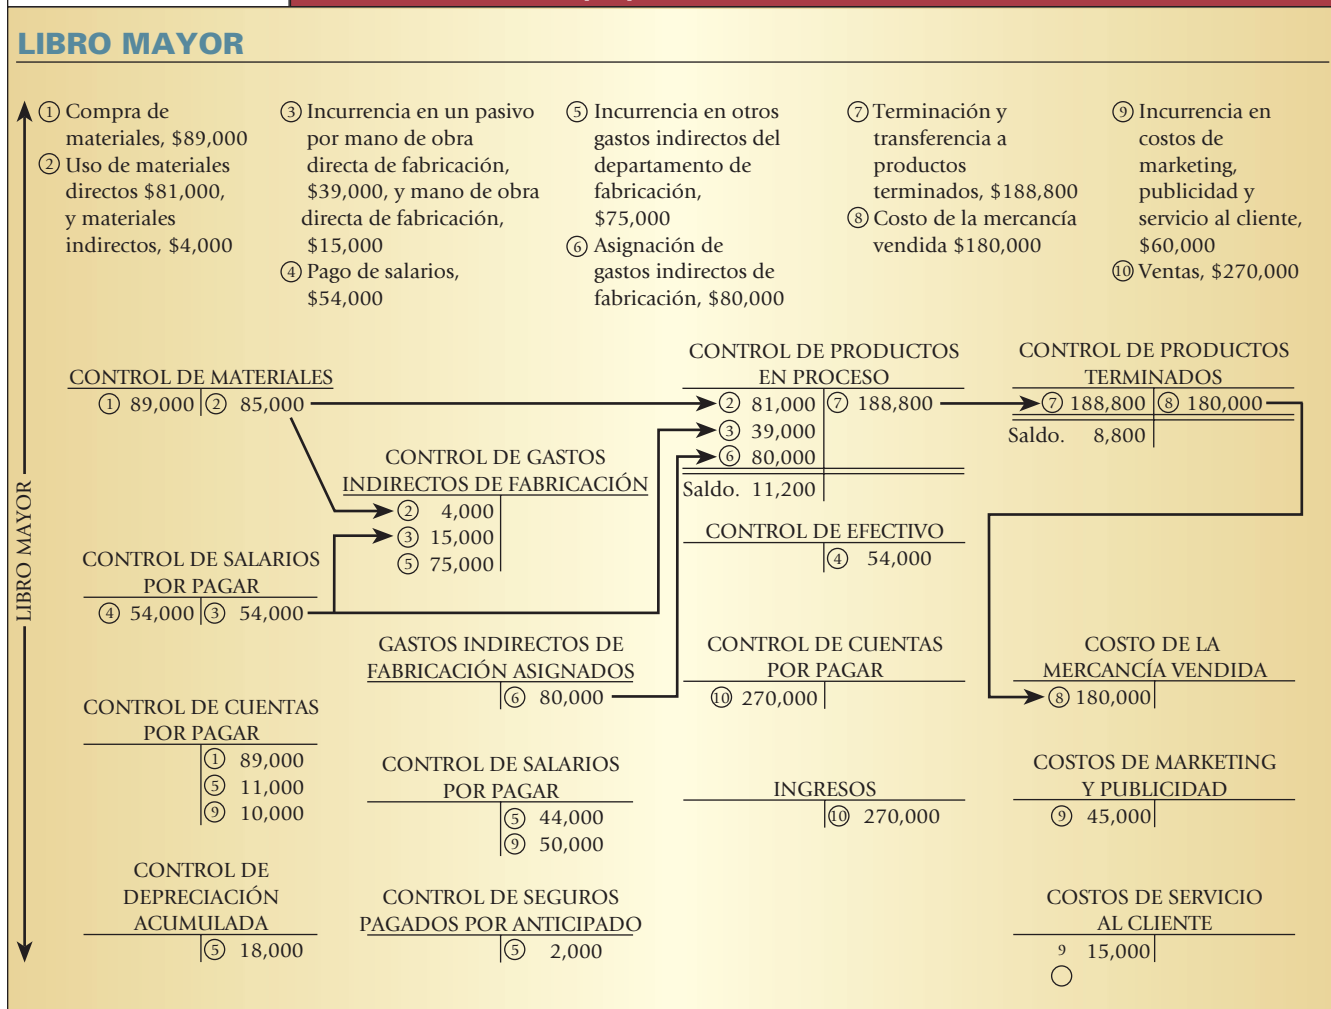 LIBRO MAYOR
① Compra de
materiales, $89,000
② Uso de materiales
directos $81,000,
y materiales
indirectos, $4,000
③ Incurrencia en un pasivo
por mano de obra
directa de fabricación,
$39,000, y mano de obra
directa de fabricación,
$15,000
④ Pago de salarios,
$54,000
⑤ Incurrencia en otros
gastos indirectos del
departamento de
fabricación,
$75,000
⑥ Asignación de
gastos indirectos de
fabricación, $80,000
⑦ Terminación y
transferencia a
productos
terminados, $188,800
⑧ Costo de la mercancía
vendida $180,000
⑨ Incurrencia en
costos de
marketing,
publicidad y
servicio al cliente,
$60,000
⑩ Ventas, $270,000
LIBRO MAYOR
CONTROL DE MATERIALES
① 89,000 ② 85,000
CONTROL DE GASTOS
INDIRECTOS DE FABRICACIÓN
② 4,000
③ 15,000
⑤ 75,000
CONTROL DE PRODUCTOS
EN PROCESO
② 81,000 ⑦ 188,800
③ 39,000
⑥ 80,000
Saldo. 11,200
CONTROL DE PRODUCTOS
TERMINADOS
⑦ 188,800 ⑧ 180,000
Saldo. 8,800
CONTROL DE SALARIOS
POR PAGAR
④ 54,000 ③ 54,000
CONTROL DE EFECTIVO
④ 54,000
GASTOS INDIRECTOS DE
FABRICACIÓN ASIGNADOS
⑥ 80,000
CONTROL DE CUENTAS
POR PAGAR
⑩ 270,000
COSTO DE LA
MERCANCÍA VENDIDA
⑧ 180,000
CONTROL DE CUENTAS
POR PAGAR
① 89,000
⑤ 11,000
⑨ 10,000
CONTROL DE SALARIOS
POR PAGAR
⑤ 44,000
⑨ 50,000
INGRESOS
⑩ 270,000
COSTOS DE MARKETING
Y PUBLICIDAD
⑨ 45,000
CONTROL DE
DEPRECIACIÓN
ACUMULADA
⑤ 18,000
CONTROL DE SEGUROS
PAGADOS POR ANTICIPADO
⑤ 2,000
COSTOS DE SERVICIO
AL CLIENTE
9 15,000